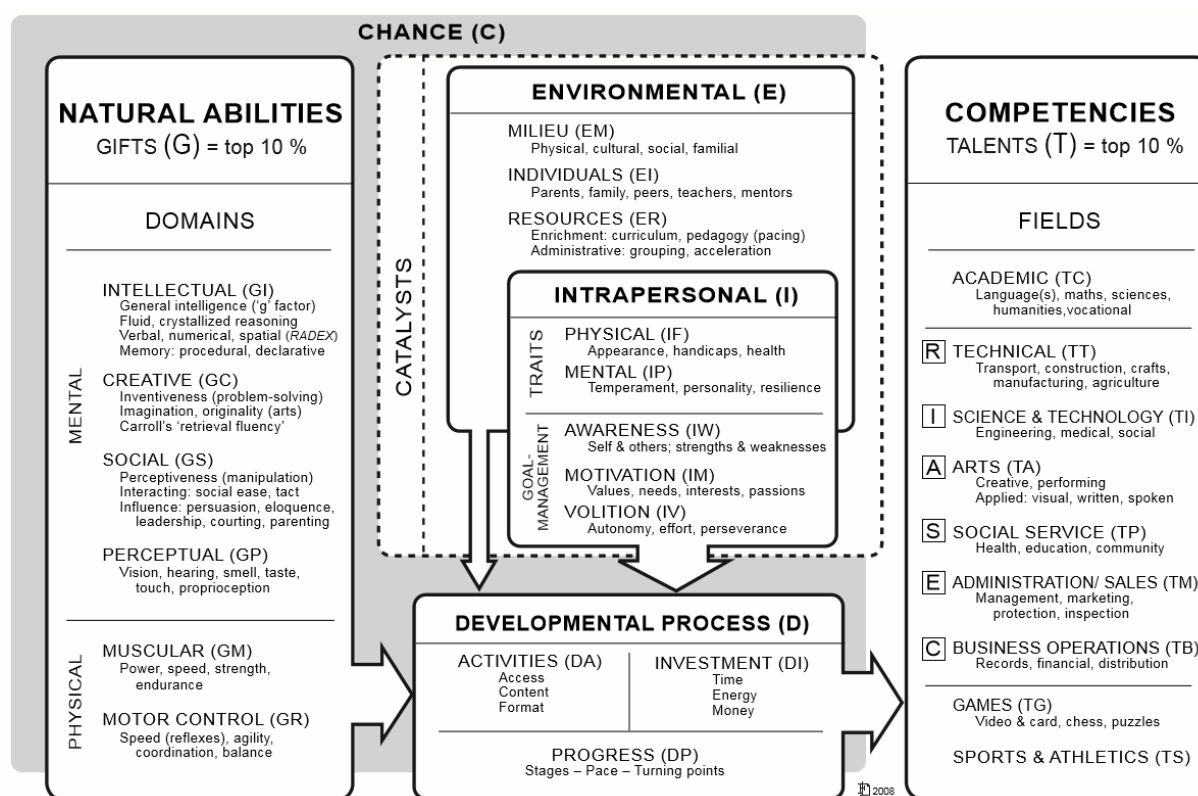 CHANCE (C)
NATURAL ABILITIES
GIFTS (G) = top 10 %
DOMAINS
MENTAL
INTELLECTUAL (GI)
General intelligence ('g' factor)
Fluid, crystallized reasoning
Verbal, numerical, spatial (RADEX)
Memory: procedural, declarative
CREATIVE (GC)
Inventiveness (problem-solving)
Imagination, originality (arts)
Carroll's 'retrieval fluency'
SOCIAL (GS)
Perceptiveness (manipulation)
Interacting: social ease, tact
Influence: persuasion, eloquence,
leadership, courting, parenting
PERCEPTUAL (GP)
Vision, hearing, smell, taste,
touch, proprioception
PHYSICAL
MUSCULAR (GM)
Power, speed, strength,
endurance
MOTOR CONTROL (GR)
Speed (reflexes), agility,
coordination, balance
CATALYSTS
ENVIRONMENTAL (E)
MILIEU (EM)
Physical, cultural, social, familial
INDIVIDUALS (EI)
Parents, family, peers, teachers, mentors
RESOURCES (ER)
Enrichment: curriculum, pedagogy (pacing)
Administrative: grouping, acceleration
INTRAPERSONAL (I)
TRAITS
PHYSICAL (IF)
Appearance, handicaps, health
MENTAL (IP)
Temperament, personality, resilience
GOAL-
MANAGEMENT
AWARENESS (IW)
Self & others; strengths & weaknesses
MOTIVATION (IM)
Values, needs, interests, passions
VOLITION (IV)
Autonomy, effort, perseverance
DEVELOPMENTAL PROCESS (D)
ACTIVITIES (DA)
Access
Content
Format
INVESTMENT (DI)
Time
Energy
Money
PROGRESS (DP)
Stages – Pace – Turning points
COMPETENCIES
TALENTS (T) = top 10 %
FIELDS
ACADEMIC (TC)
Language(s), maths, sciences,
humanities,vocational
R TECHNICAL (TT)
Transport, construction, crafts,
manufacturing, agriculture
I SCIENCE & TECHNOLOGY (TI)
Engineering, medical, social
A ARTS (TA)
Creative, performing
Applied: visual, written, spoken
S SOCIAL SERVICE (TP)
Health, education, community
E ADMINISTRATION/ SALES (TM)
Management, marketing,
protection, inspection
C BUSINESS OPERATIONS (TB)
Records, financial, distribution
GAMES (TG)
Video & card, chess, puzzles
SPORTS & ATHLETICS (TS)
2008